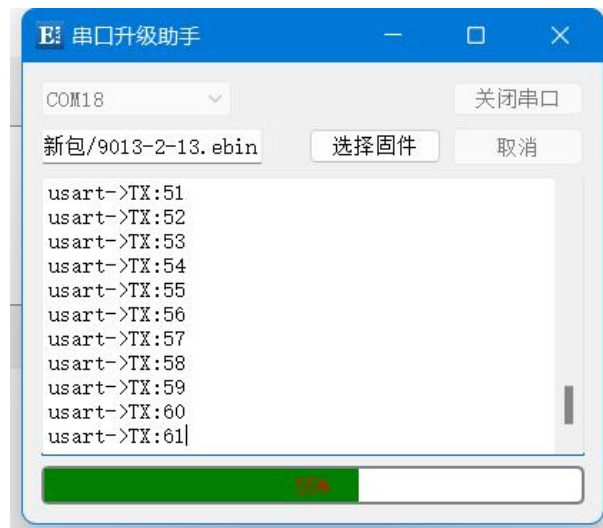 E 串口升级助手
COM18
关闭串口
新包/9013-2-13.ebin
选择固件
取消
usart->TX:51
usart->TX:52
usart->TX:53
usart->TX:54
usart->TX:55
usart->TX:56
usart->TX:57
usart->TX:58
usart->TX:59
usart->TX:60
usart->TX:61
55%